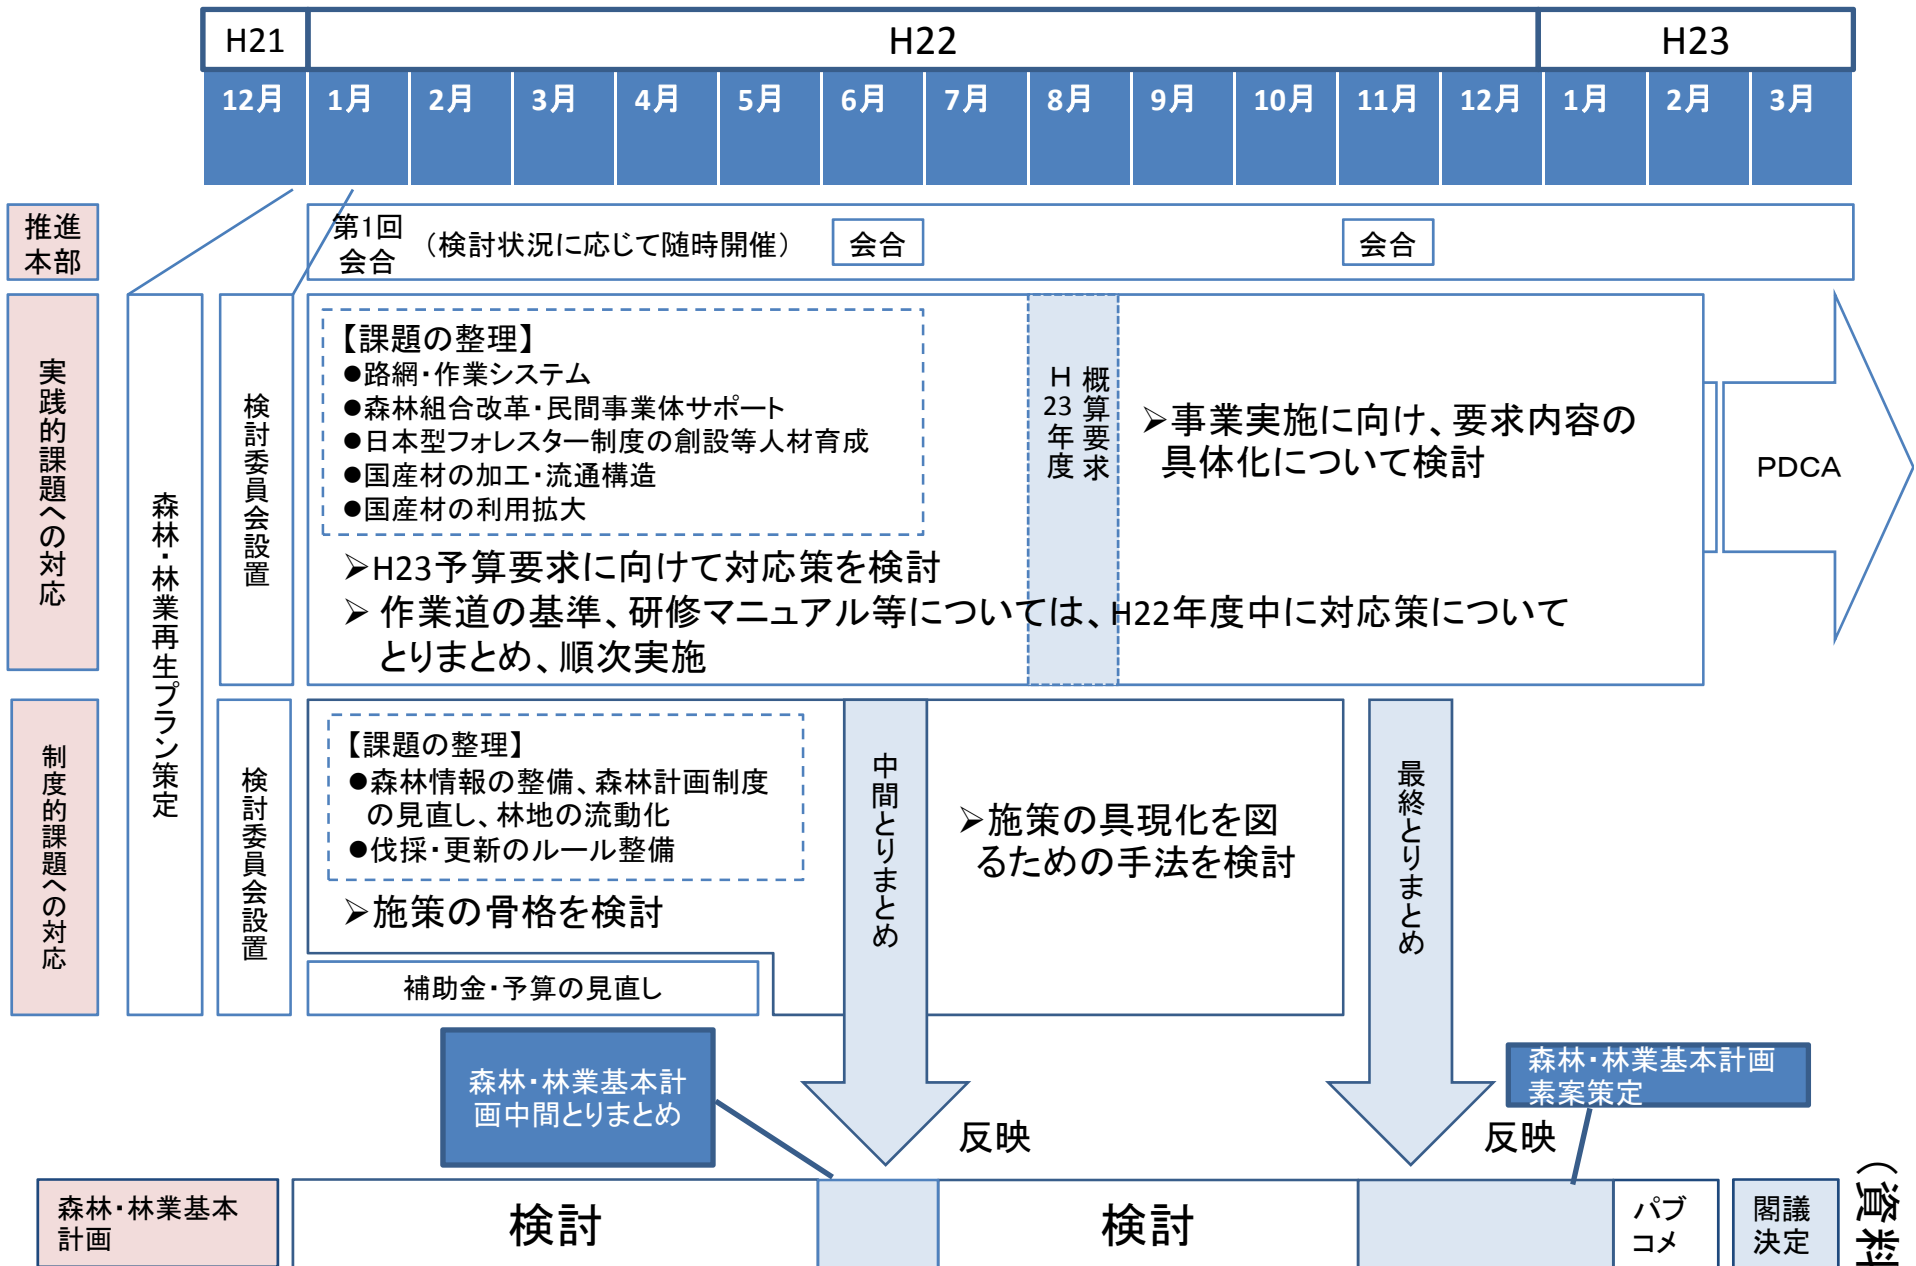 H21
H22
H23
12月
1月
2月
3月
4月
5月
6月
7月
8月
9月
10月
11月
12月
1月
2月
3月
推進
本部
第1回
会合
（検討状況に応じて随時開催）
会合
会合
実践的課題への対応
森林・林業再生プラン策定
検討委員会設置
【課題の整理】
●路網・作業システム
●森林組合改革・民間事業体サポート
●日本型フォレスター制度の創設等人材育成
●国産材の加工・流通構造
●国産材の利用拡大
➢H23予算要求に向けて対応策を検討
➢ 作業道の基準、研修マニュアル等については、H22年度中に対応策について
とりまとめ、順次実施
H23年度
概算要求
➢事業実施に向け、要求内容の
具体化について検討
PDCA
制度的課題への対応
検討委員会設置
【課題の整理】
●森林情報の整備、森林計画制度
の見直し、林地の流動化
●伐採・更新のルール整備
➢施策の骨格を検討
補助金・予算の見直し
中間とりまとめ
➢施策の具現化を図
るための手法を検討
最終とりまとめ
森林・林業基本計
画中間とりまとめ
反映
森林・林業基本計画
素案策定
反映
森林・林業基本
計画
検討
検討
パブ
コメ
閣議
決定
（資料